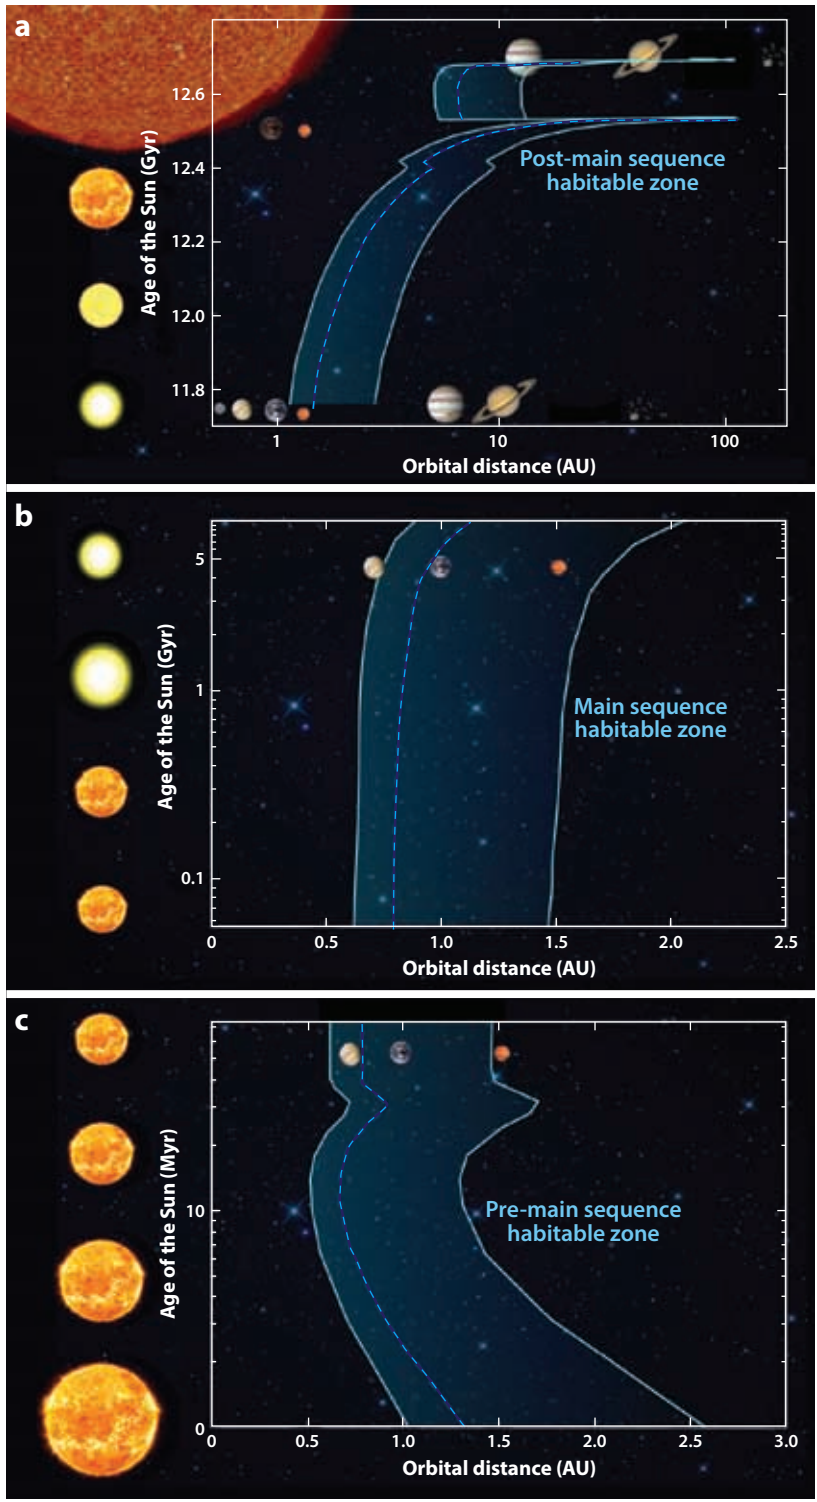 a
Age of the Sun (Gyr)
12.6
12.4
12.2
12.0
11.8
Post-main sequence
habitable zone
1
10
100
Orbital distance (AU)
b
Age of the Sun (Gyr)
5
1
0.1
Main sequence
habitable zone
0
0.5
1.0
1.5
2.0
2.5
Orbital distance (AU)
c
Age of the Sun (Myr)
10
0
Pre-main sequence
habitable zone
0
0.5
1.0
1.5
2.0
2.5
3.0
Orbital distance (AU)